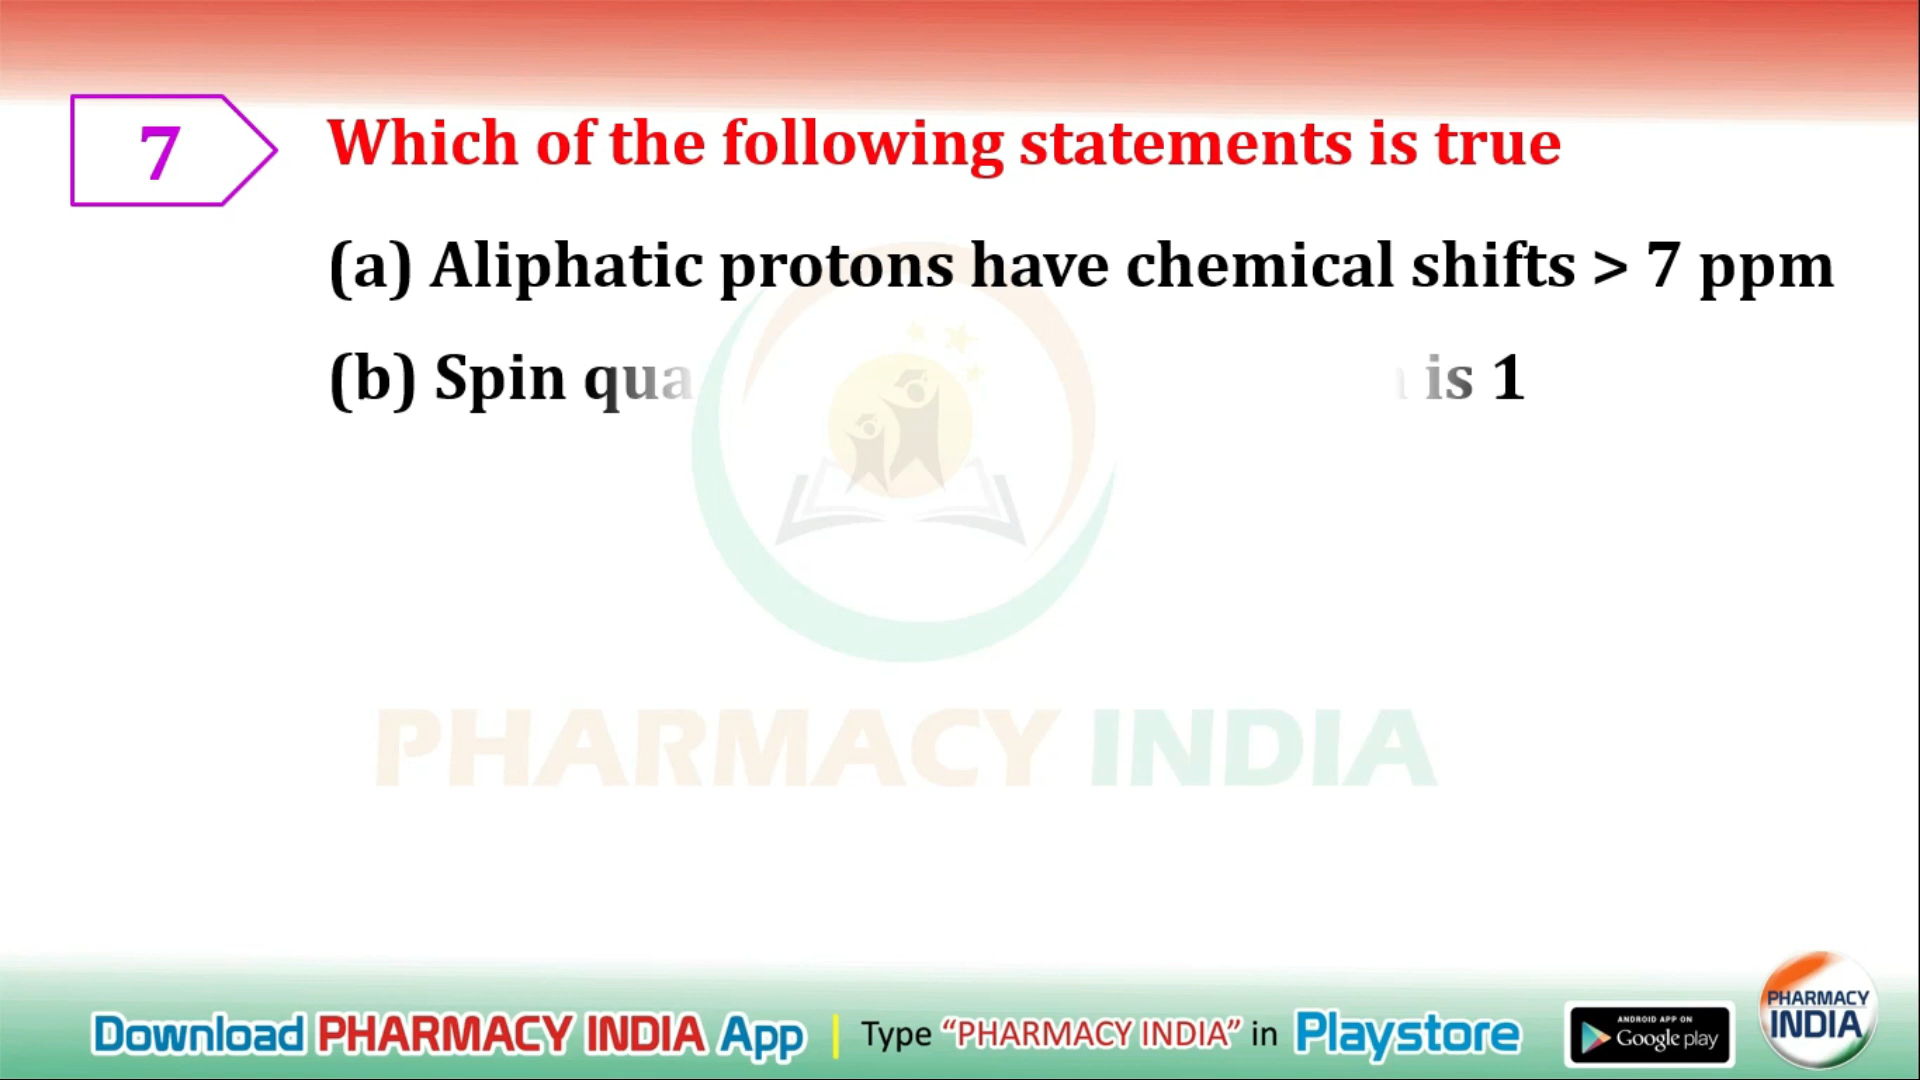 7
Which of the following statements is true
(a) Aliphatic protons have chemical shifts > 7 ppm
(b) Spin qua is 1
PHARMACY INDIA
Download PHARMACY INDIA App | Type “PHARMACY INDIA” in Playstore
ANDROID APP ON
Google play
PHARMACY
INDIA